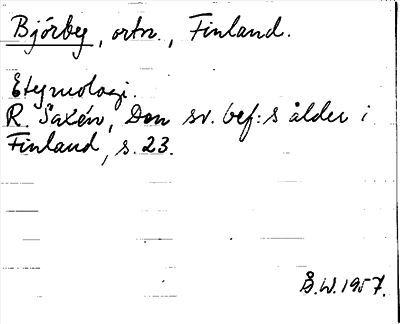 Björby, ortn., Finland.
Etymologi.
R. Saxén, Den sv. bef:s ålder i
Finland, s. 23.
B.W. 1957.